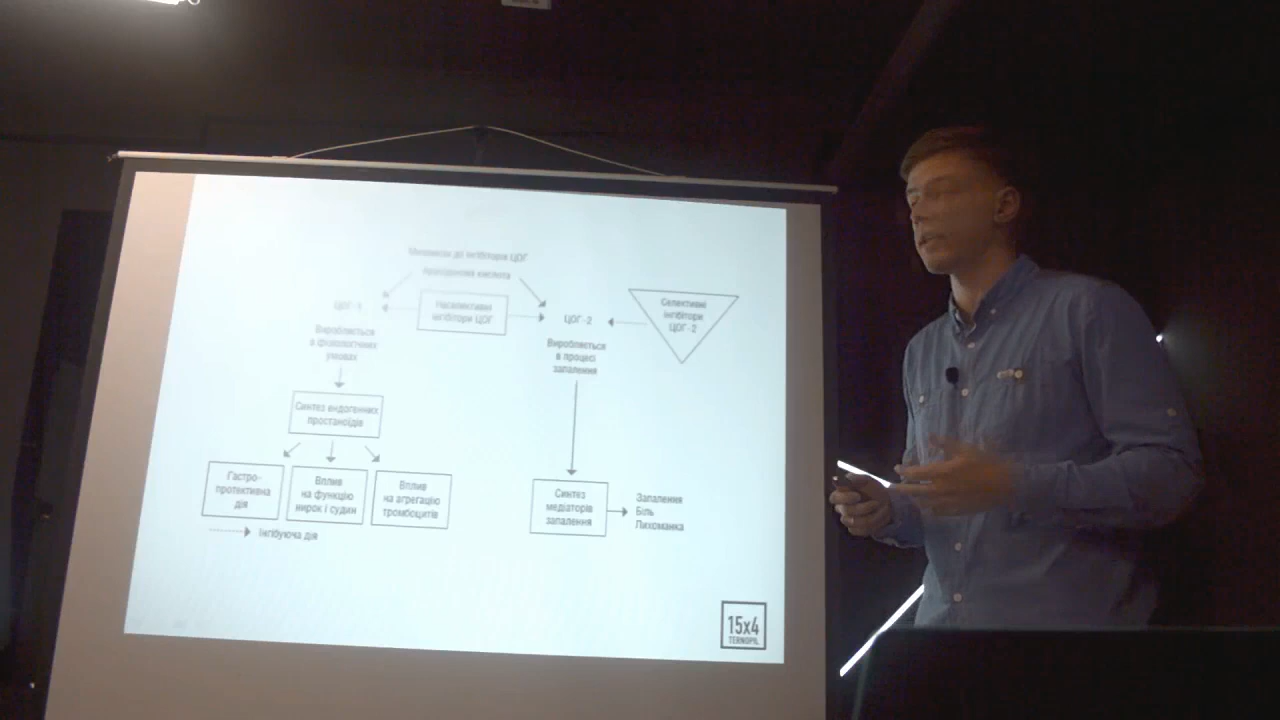 Механізм дії інгібіторів ЦОГ
Арахідонова кислота
ЦОГ-1
Неселективні
інгібітори ЦОГ
ЦОГ-2
Селективні
інгібітори
ЦОГ-2
Виробляється
в фізіологічних
умовах
Виробляється
в процесі
запалення
Синтез ендогенних
простаноїдів
Гастро-
протективна
дія
Вплив
на функцію
нирок і судин
Вплив
на агрегацію
тромбоцитів
Синтез
медіаторів
запалення
Запалення
Біль
Лихоманка
Інгібуюча дія
15x4
TERNOPIL